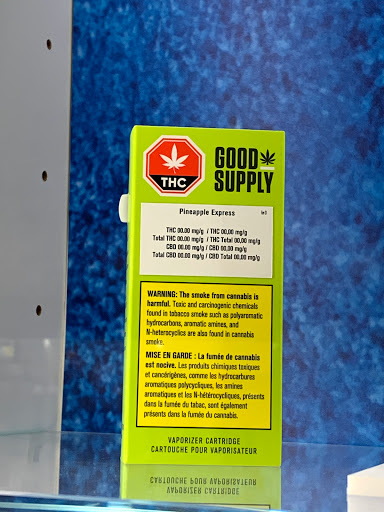 THC
GOOD
SUPPLY
Pineapple Express
THC 00.00 mg/g / THC 00,00 mg/g
Total THC 00.00 mg/g / THC Total 00,00 mg/g
CBD 00.00 mg/g / CBD 00,00 mg/g
Total CBD 00.00 mg/g / CBD Total 00,00 mg/g
WARNING: The smoke from cannabis is
harmful. Toxic and carcinogenic chemicals
found in tobacco smoke such as polyaromatic
hydrocarbons, aromatic amines, and
N-heterocyclics are also found in cannabis
smoke.
MISE EN GARDE : La fumée de cannabis
est nocive. Les produits chimiques toxiques
et cancérigènes, comme les hydrocarbures
aromatiques polycycliques, les amines
aromatiques et les N-hétérocycliques, présents
dans la fumée du tabac, sont également
présents dans la fumée du cannabis.
VAPORIZER CARTRIDGE
CARTOUCHE POUR VAPORISATEUR